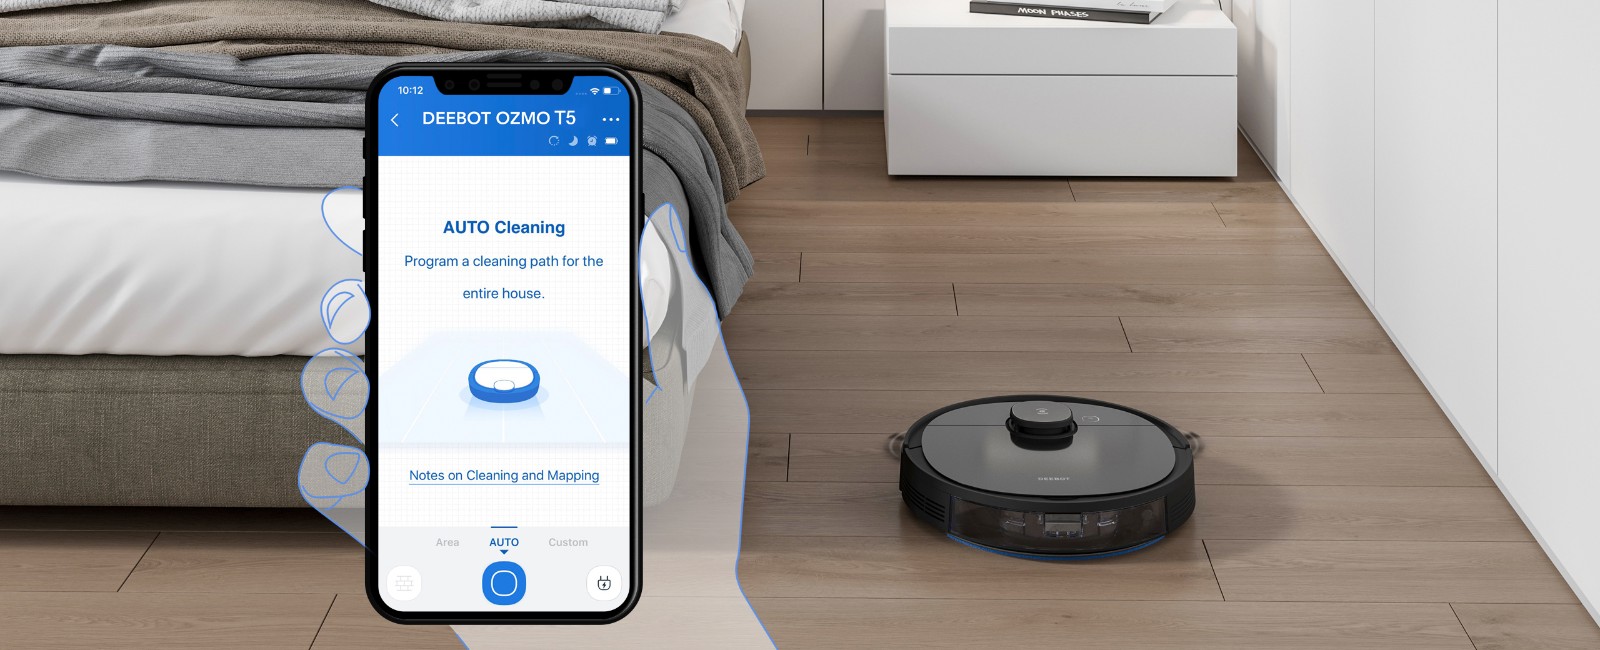 MOON PHASES
10:12
DEEBOT OZMO T5
AUTO Cleaning
Program a cleaning path for the
entire house.
Notes on Cleaning and Mapping
Area AUTO Custom
DEEBOT